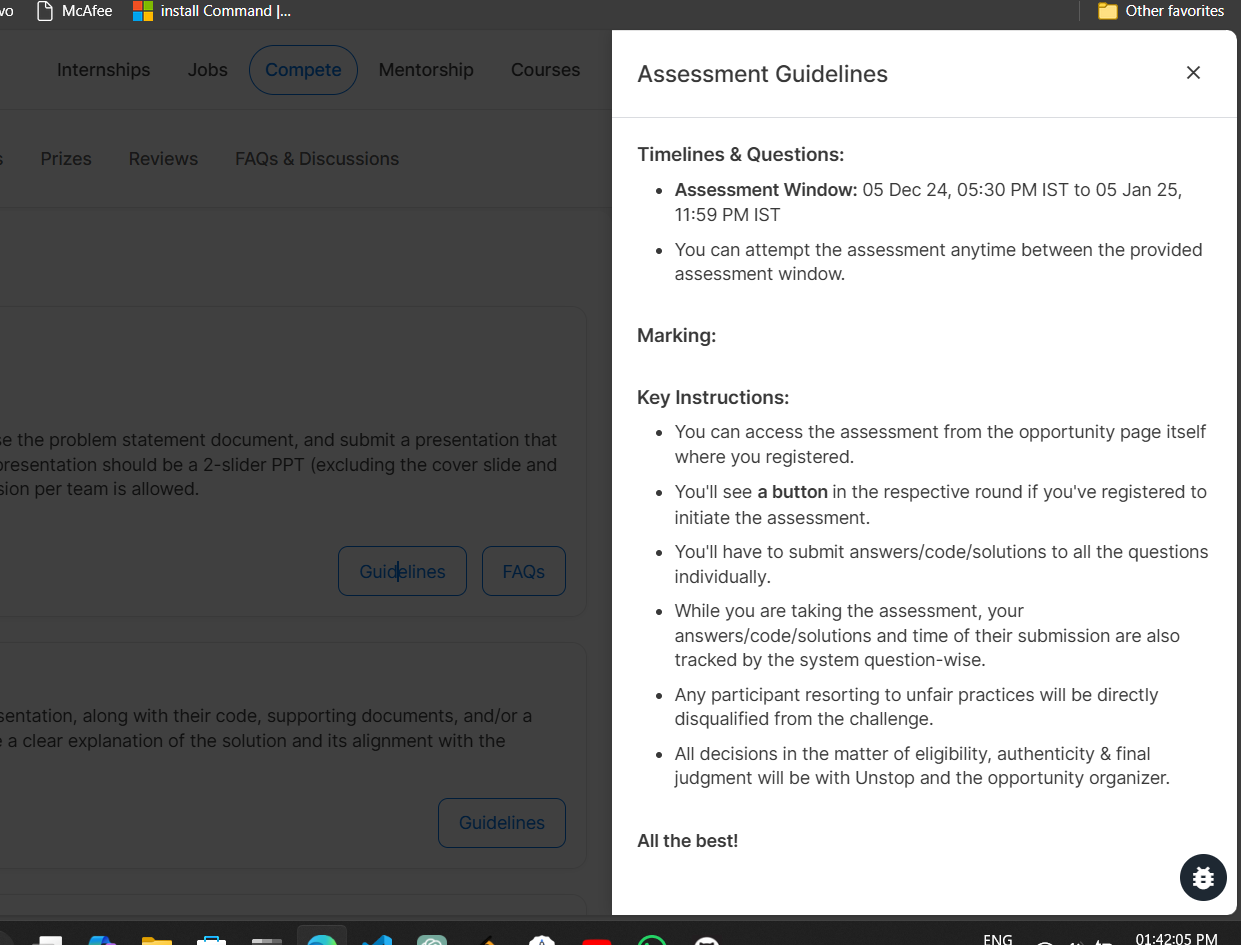 vo McAfee install Command |... Other favorites
Internships Jobs Compete Mentorship Courses
s Prizes Reviews FAQs & Discussions
se the problem statement document, and submit a presentation that
presentation should be a 2-slider PPT (excluding the cover slide and
sion per team is allowed.
Guidelines FAQs
sentation, along with their code, supporting documents, and/or a
e a clear explanation of the solution and its alignment with the
Guidelines
Assessment Guidelines
Timelines & Questions:
• Assessment Window: 05 Dec 24, 05:30 PM IST to 05 Jan 25,
11:59 PM IST
• You can attempt the assessment anytime between the provided
assessment window.
Marking:
Key Instructions:
• You can access the assessment from the opportunity page itself
where you registered.
• You'll see a button in the respective round if you've registered to
initiate the assessment.
• You'll have to submit answers/code/solutions to all the questions
individually.
• While you are taking the assessment, your
answers/code/solutions and time of their submission are also
tracked by the system question-wise.
• Any participant resorting to unfair practices will be directly
disqualified from the challenge.
• All decisions in the matter of eligibility, authenticity & final
judgment will be with Unstop and the opportunity organizer.
All the best!
ENG 01:42:05 PM